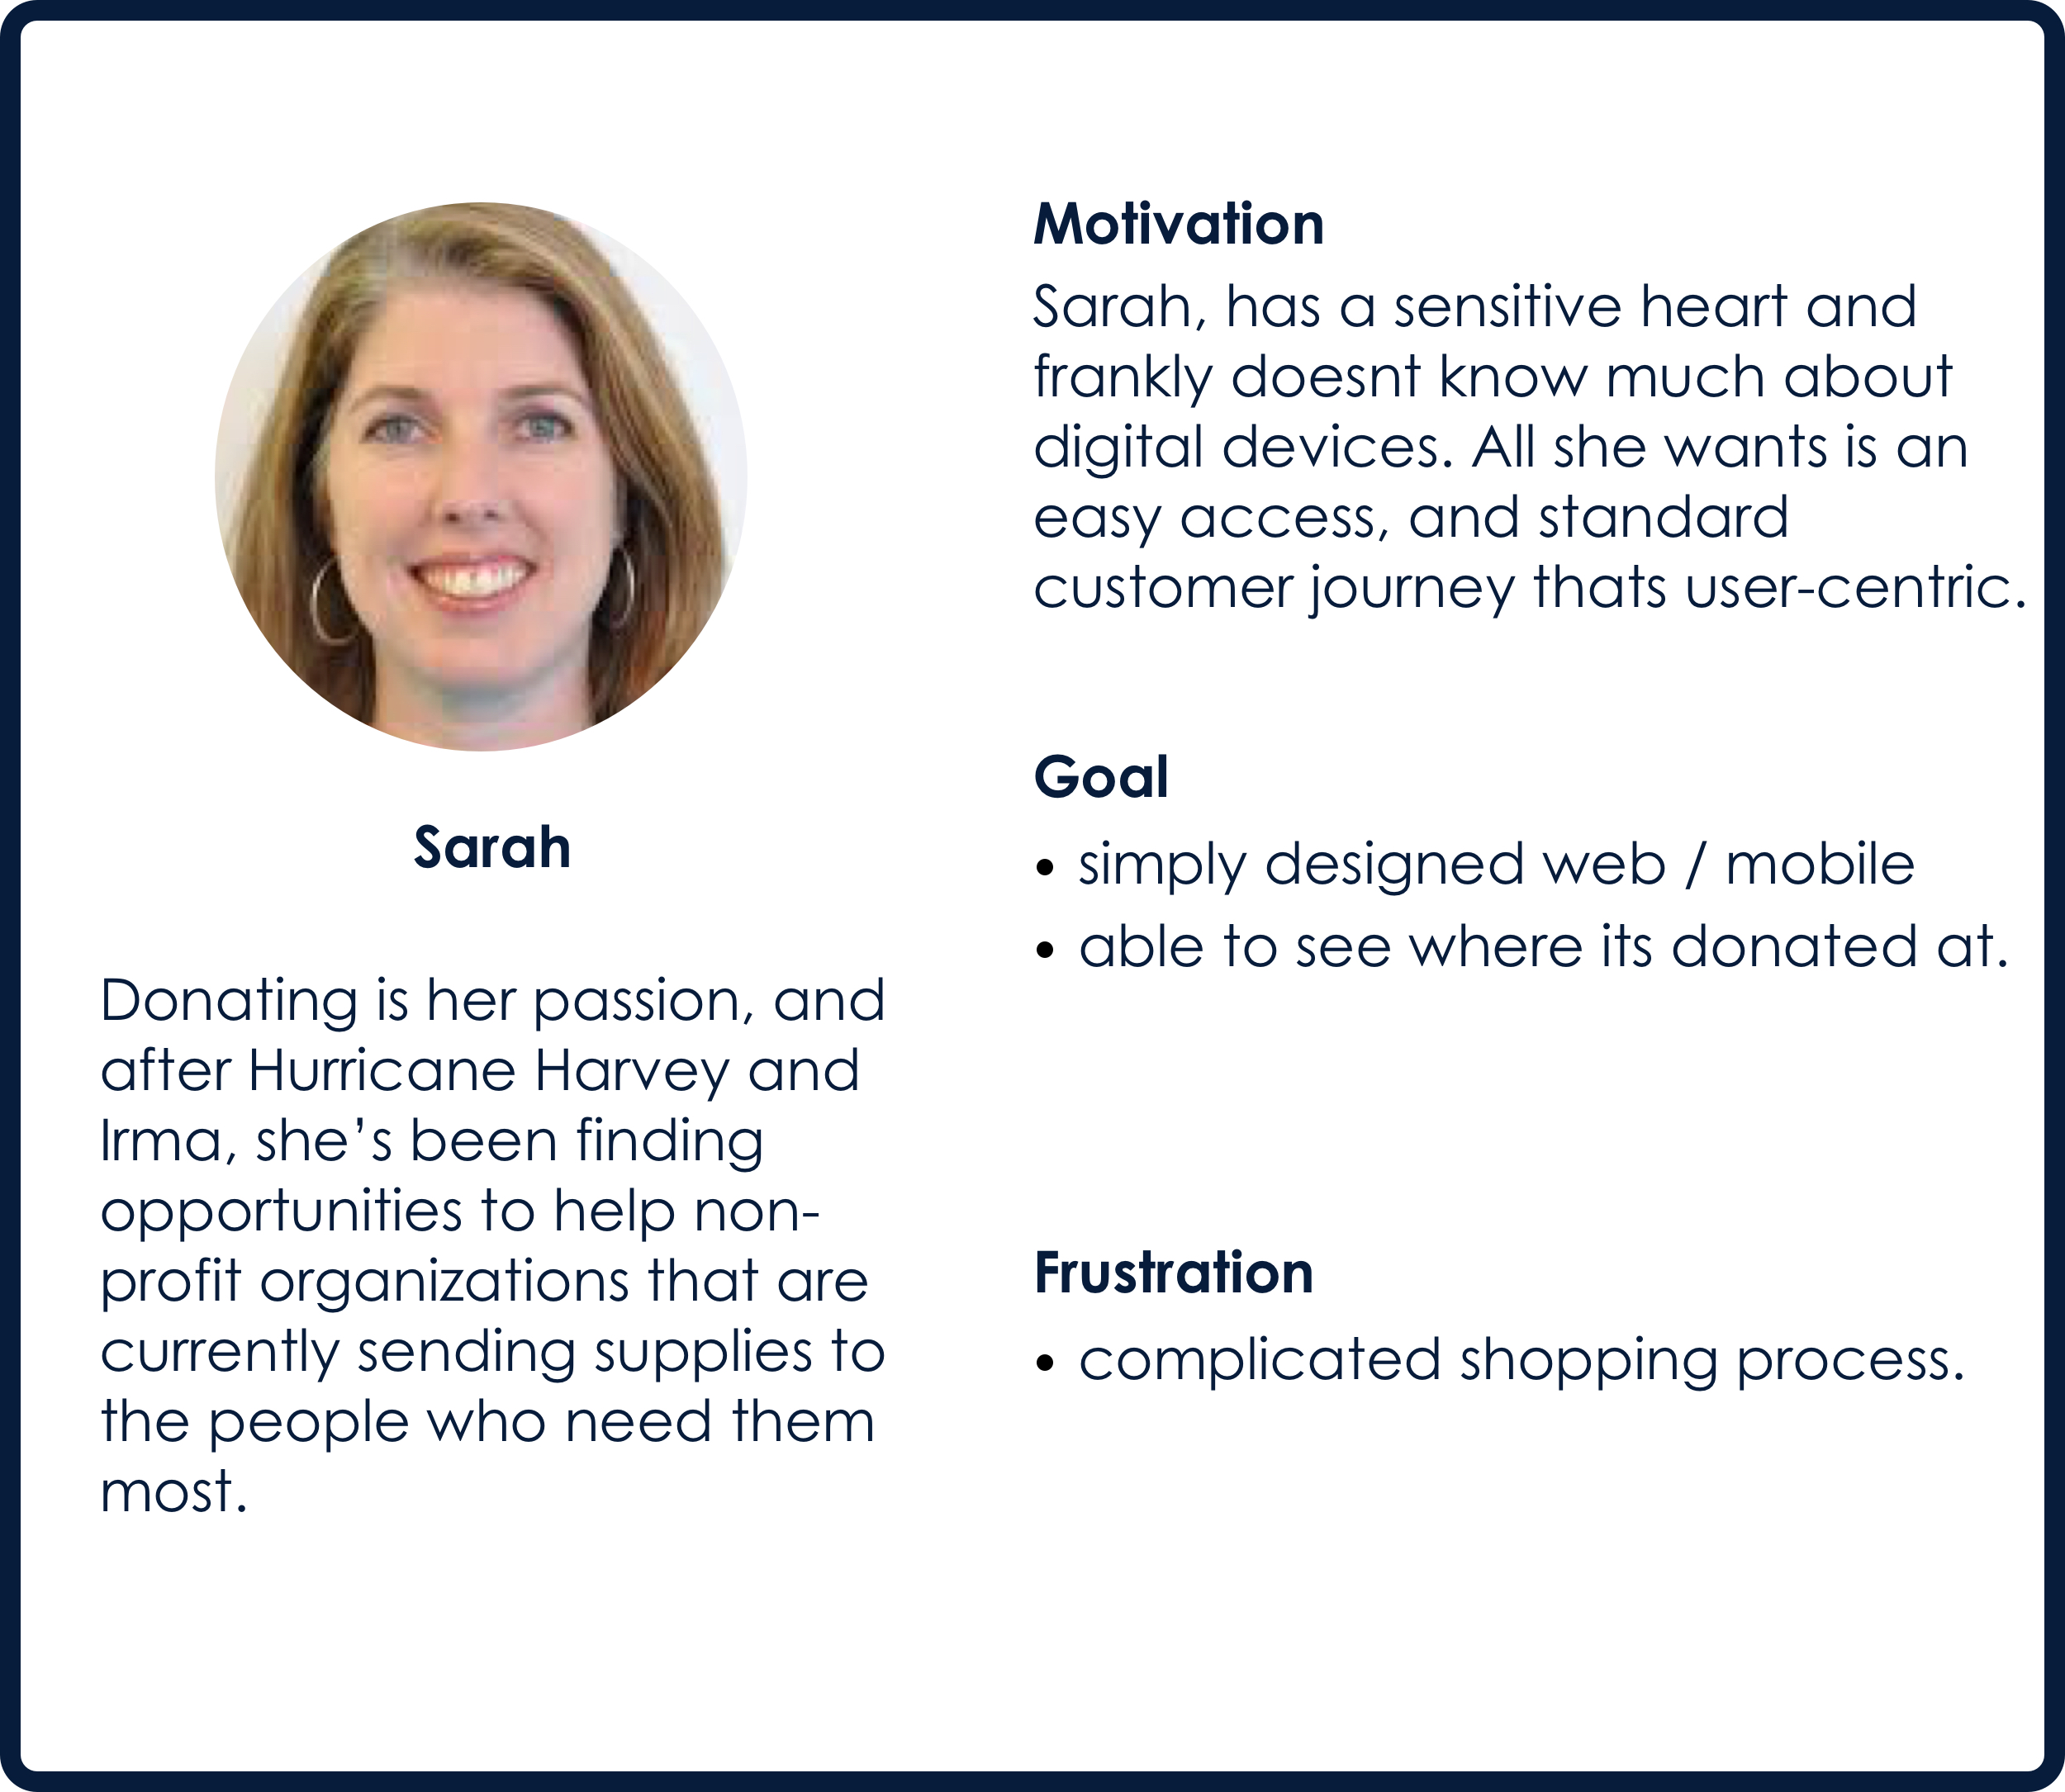 Sarah
Donating is her passion, and
after Hurricane Harvey and
Irma, she’s been finding
opportunities to help non-
profit organizations that are
currently sending supplies to
the people who need them
most.
Motivation
Sarah, has a sensitive heart and
frankly doesnt know much about
digital devices. All she wants is an
easy access, and standard
customer journey thats user-centric.
Goal
• simply designed web / mobile
• able to see where its donated at.
Frustration
• complicated shopping process.